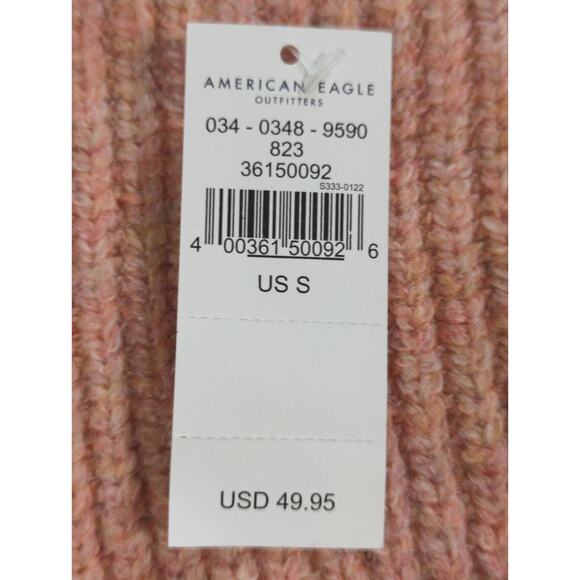 AMERICAN EAGLE
OUTFITTERS
034 - 0348 - 9590
823
36150092
S333-0122
4 00361 50092 6
US S
USD 49.95